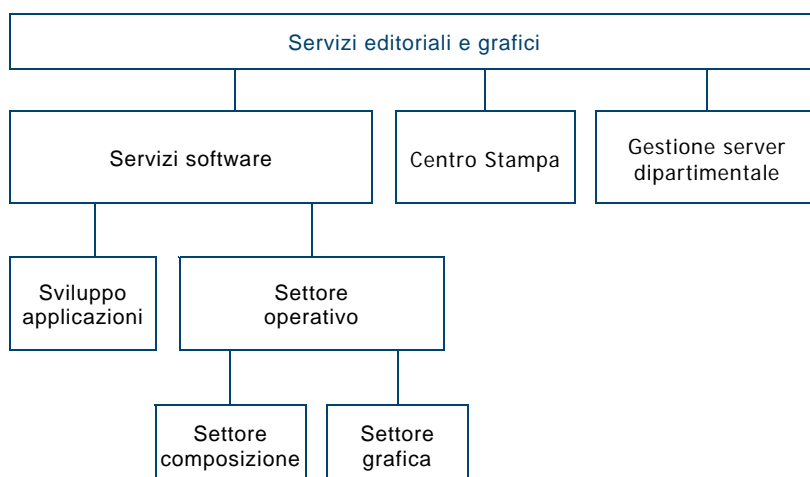 Servizi editoriali e grafici
Servizi software
Centro Stampa
Gestione server
dipartimentale
Sviluppo
applicazioni
Settore
operativo
Settore
composizione
Settore
grafica